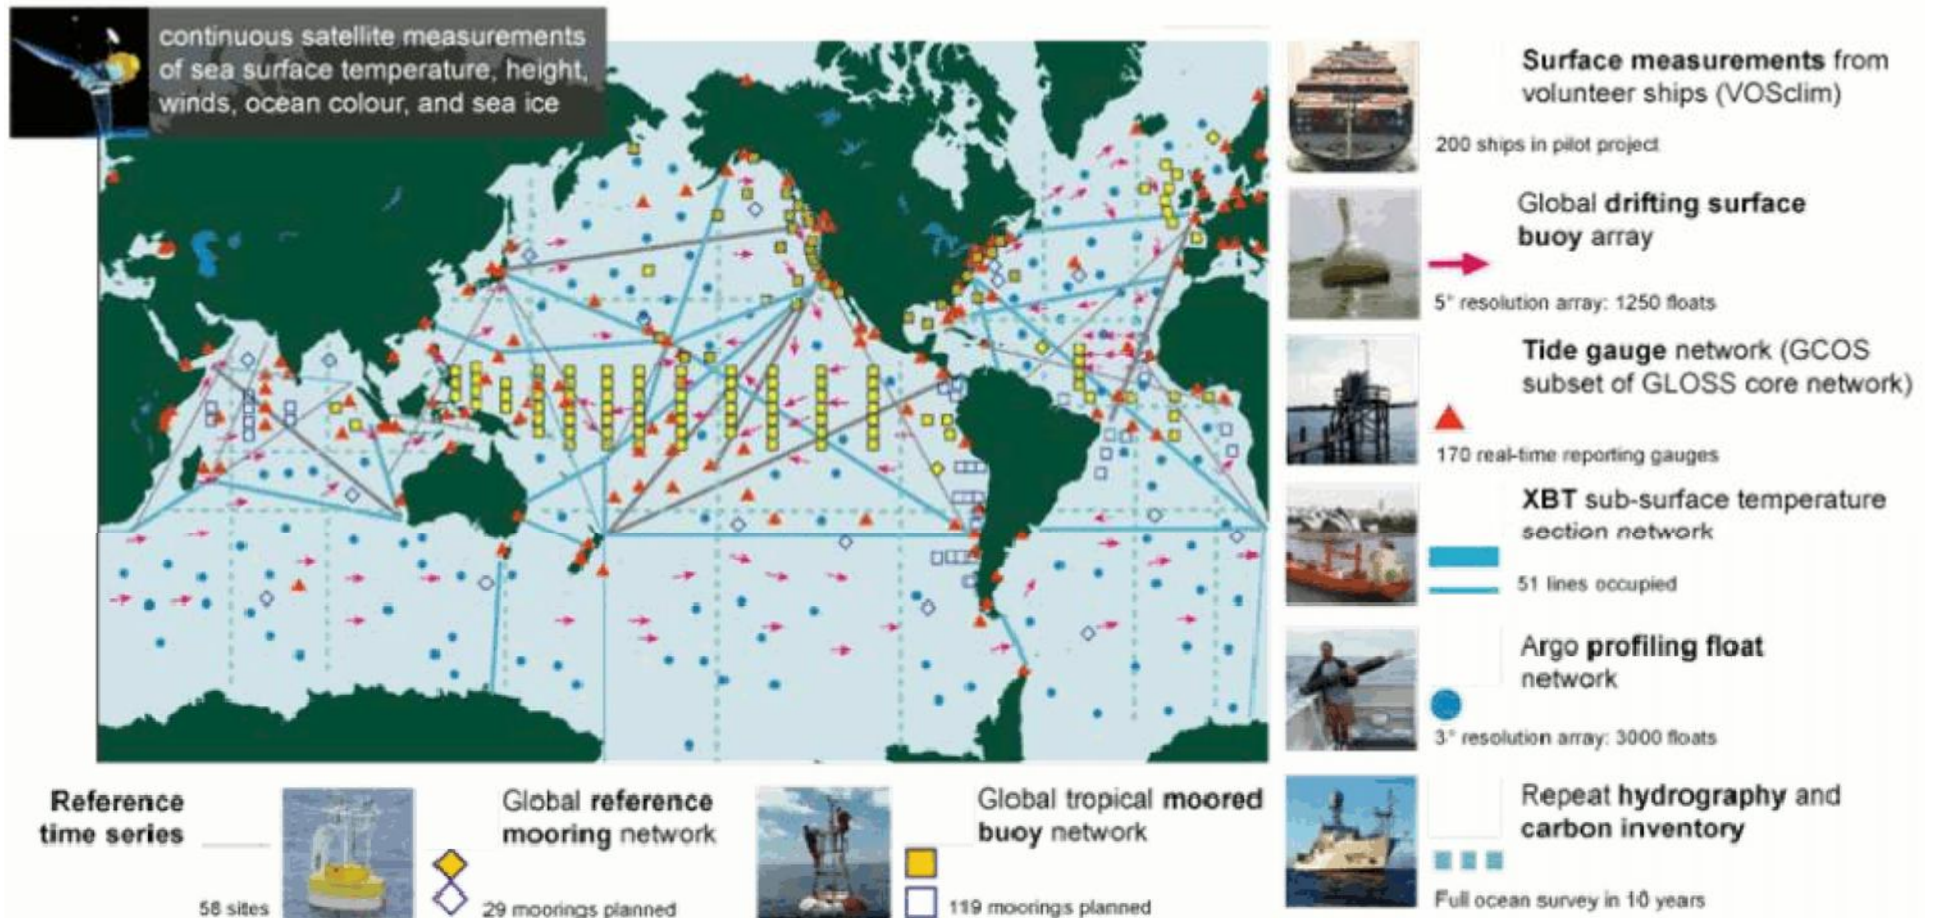 continuous satellite measurements
of sea surface temperature, height,
winds, ocean colour, and sea ice
Surface measurements from
volunteer ships (VOSclim)
200 ships in pilot project
Global drifting surface
buoy array
5° resolution array: 1250 floats
Tide gauge network (GCOS
subset of GLOSS core network)
170 real-time reporting gauges
XBT sub-surface temperature
section network
51 lines occupied
Argo profiling float
network
3° resolution array: 3000 floats
Repeat hydrography and
carbon inventory
Full ocean survey in 10 years
Reference
time series
58 sites
Global reference
mooring network
29 moorings planned
Global tropical moored
buoy network
119 moorings planned